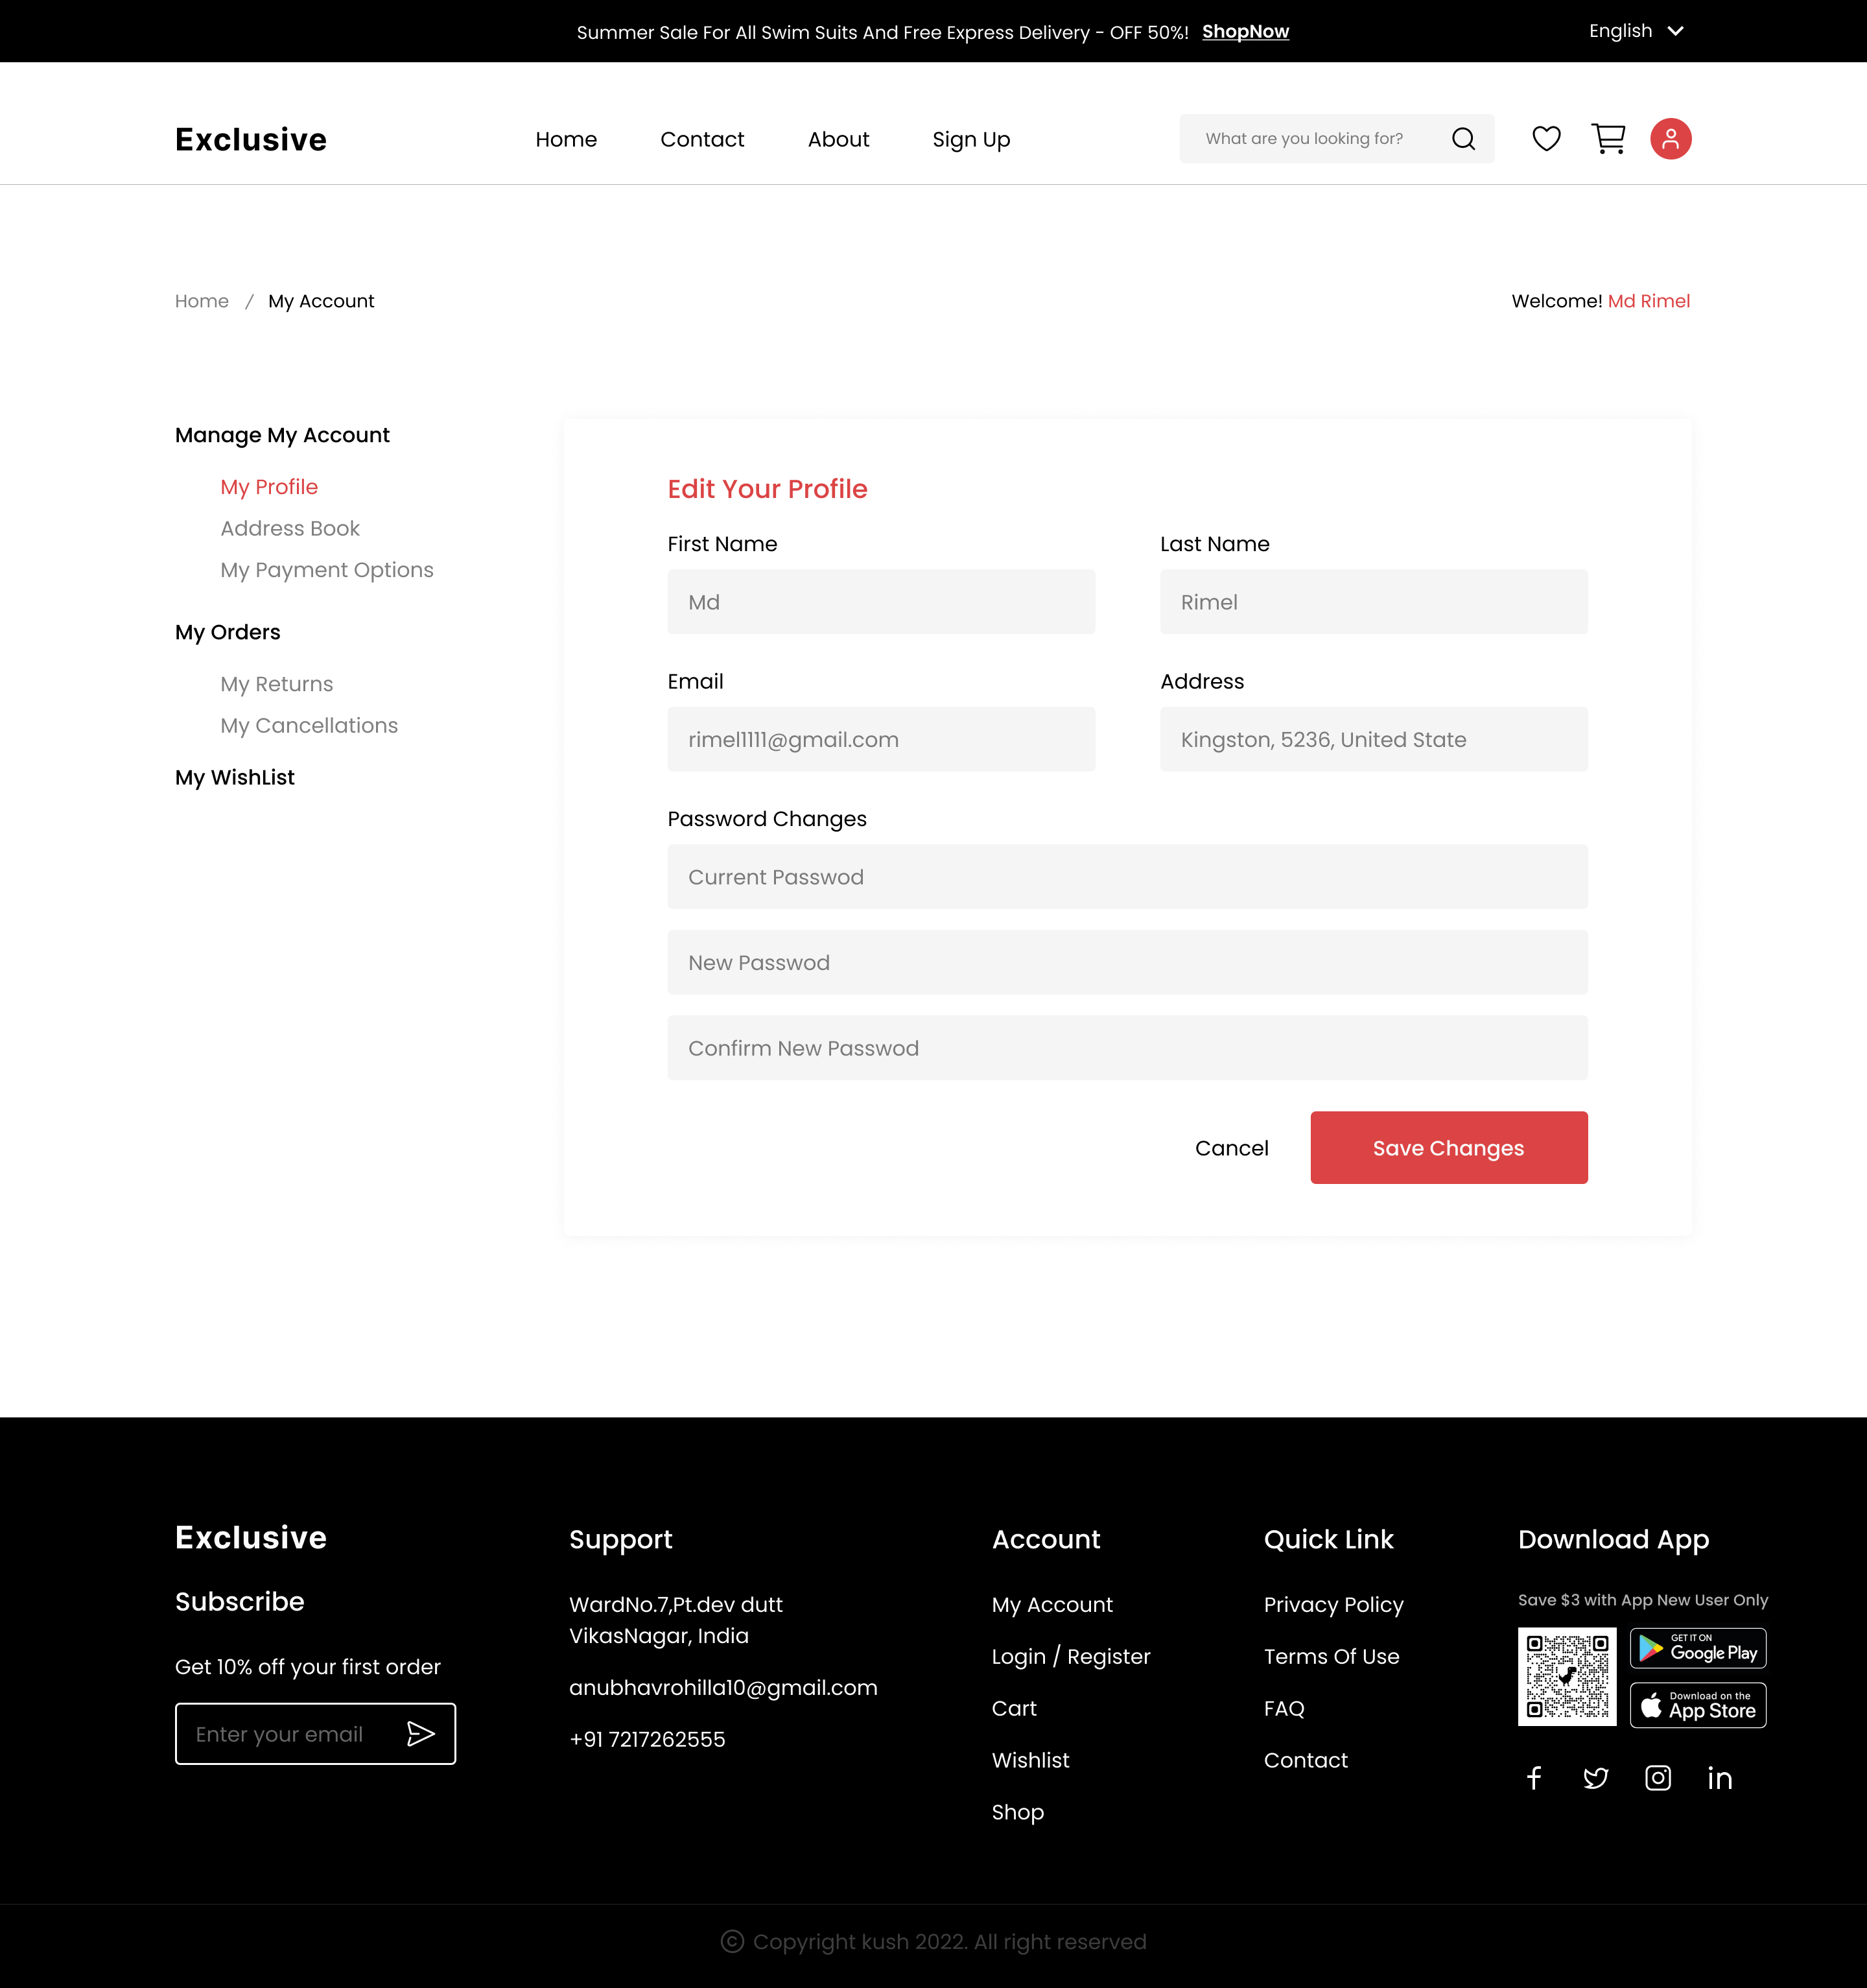 Summer Sale For All Swim Suits And Free Express Delivery - OFF 50%! ShopNow
English
Exclusive
Home
Contact
About
Sign Up
What are you looking for?
Home / My Account
Welcome! Md Rimel
Manage My Account
My Profile
Address Book
My Payment Options
My Orders
My Returns
My Cancellations
My WishList
Edit Your Profile
First Name
Last Name
Md
Rimel
Email
Address
rimel1111@gmail.com
Kingston, 5236, United State
Password Changes
Current Passwod
New Passwod
Confirm New Passwod
Cancel
Save Changes
Exclusive
Subscribe
Get 10% off your first order
Enter your email
Support
WardNo.7,Pt.dev dutt
VikasNagar, India
anubhavrohilla10@gmail.com
+91 7217262555
Account
My Account
Login / Register
Cart
Wishlist
Shop
Quick Link
Privacy Policy
Terms Of Use
FAQ
Contact
Download App
Save $3 with App New User Only
GET IT ON
Google Play
Download on the
App Store
© Copyright kush 2022. All right reserved